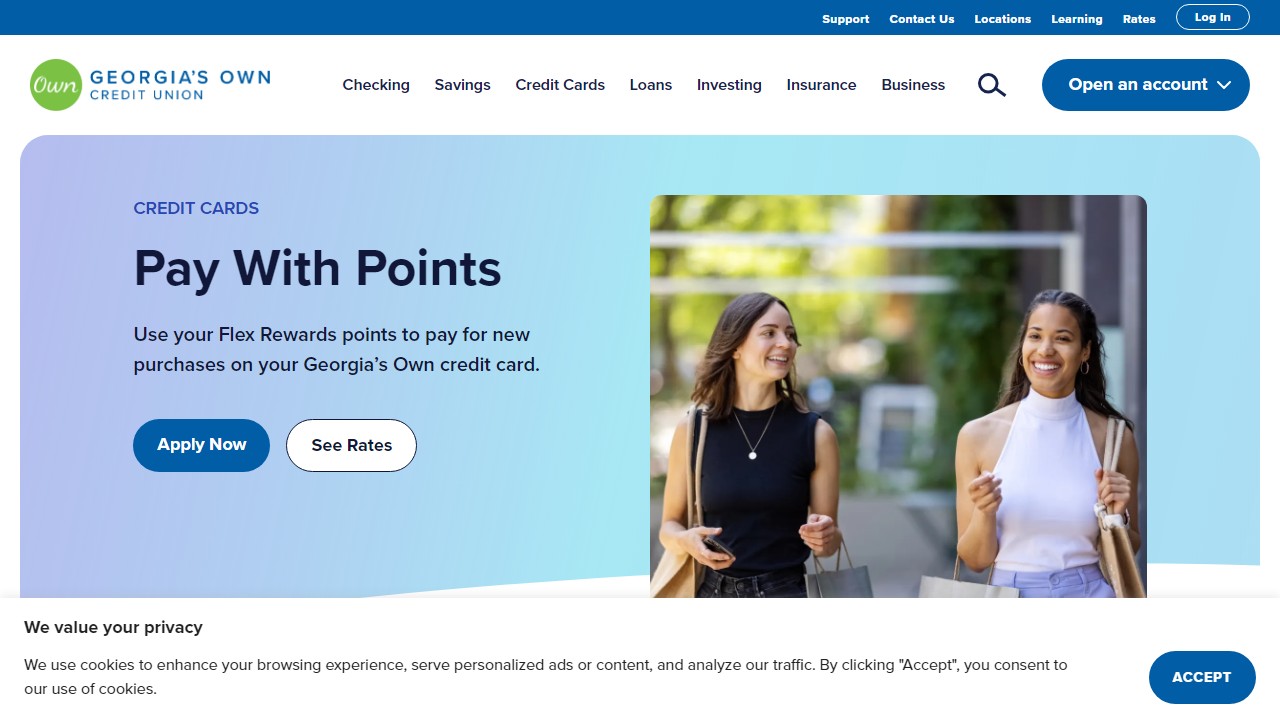 Support Contact Us Locations Learning Rates Log In
Own GEORGIA'S OWN
CREDIT UNION
Checking Savings Credit Cards Loans Investing Insurance Business Open an account
CREDIT CARDS
Pay With Points
Use your Flex Rewards points to pay for new
purchases on your Georgia’s Own credit card.
Apply Now See Rates
We value your privacy
We use cookies to enhance your browsing experience, serve personalized ads or content, and analyze our traffic. By clicking "Accept", you consent to
our use of cookies.
ACCEPT